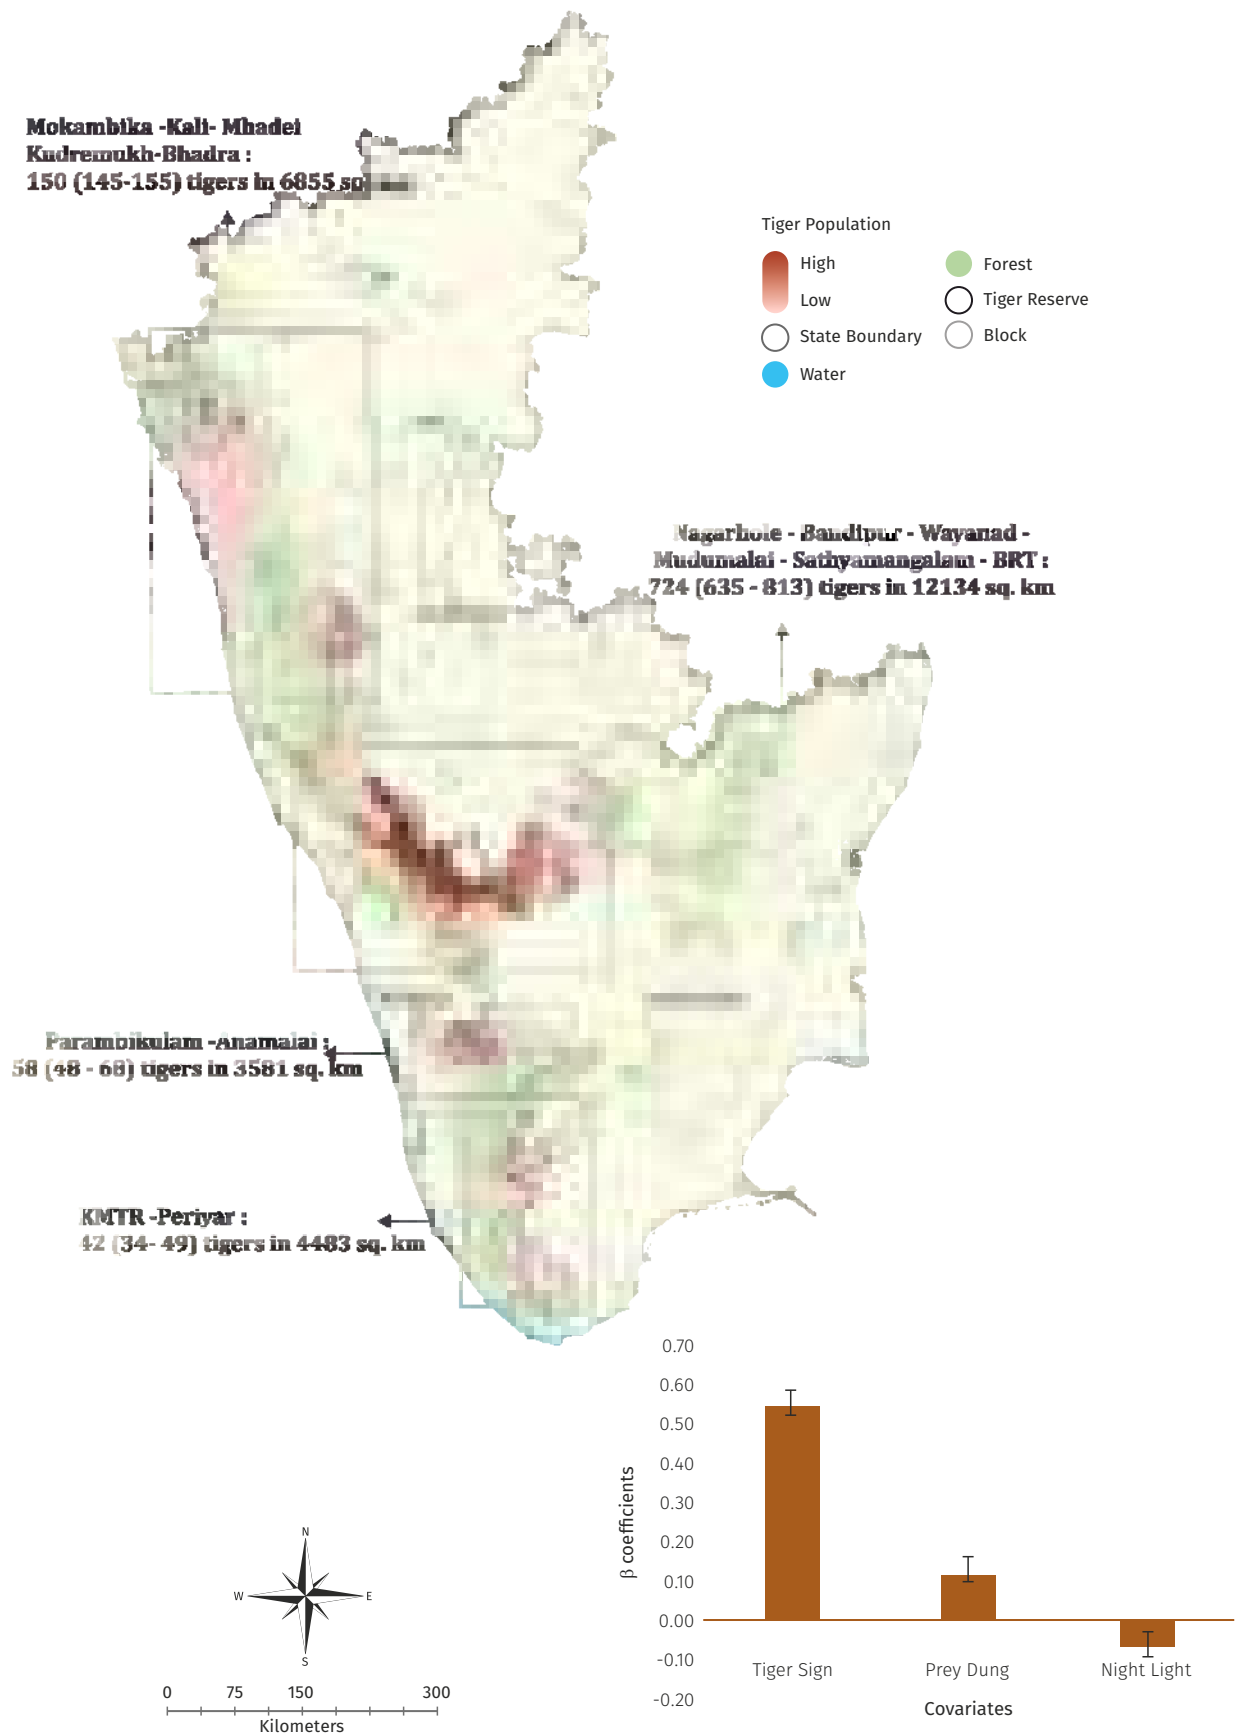 Mokambika -Kali- Mhadei
Kudremukh-Bhadra :
150 (145-155) tigers in 6855 sq.
Tiger Population
High
Low
State Boundary
Water
Forest
Tiger Reserve
Block
Nagarhole - Bandipur - Wayanad -
Mudumalai - Sathyamangalam - BRT :
724 (635 - 813) tigers in 12134 sq. km
Parambikulam -Anamalai :
58 (48 - 68) tigers in 3581 sq. km
KMTR -Periyar :
42 (34- 49) tigers in 4483 sq. km
N
W E
S
0 75 150 300
Kilometers
0.70
0.60
0.50
0.40
0.30
0.20
0.10
0.00
-0.10
-0.20
β coefficients
Tiger Sign Prey Dung Night Light
Covariates